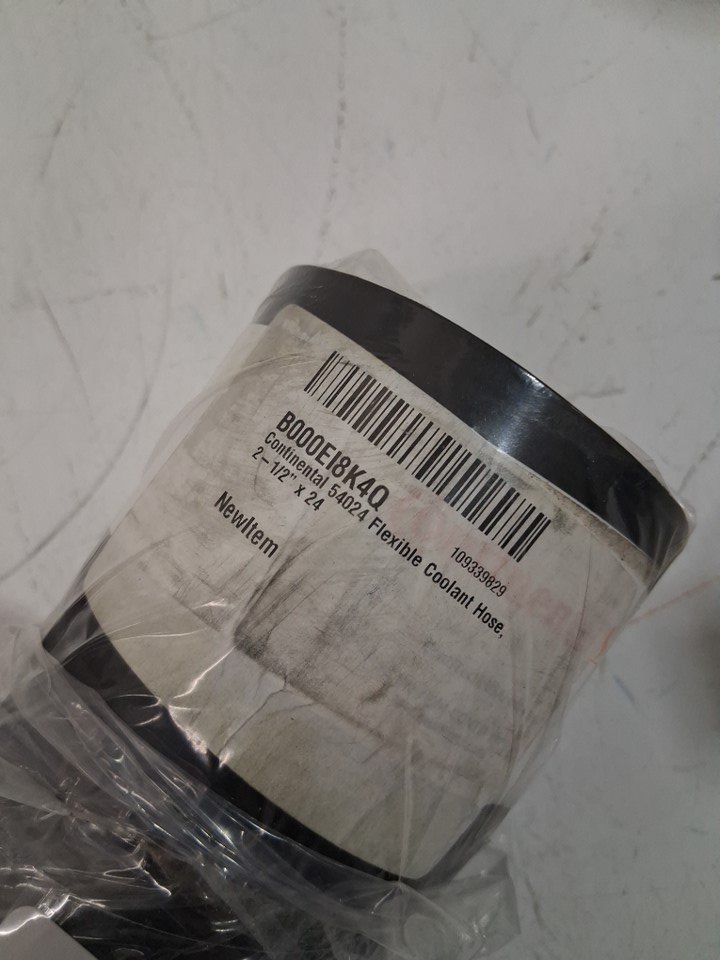 B000EI8K4Q
109339829
Continental 54024 Flexible Coolant Hose,
2-1/2" x 24
NewItem